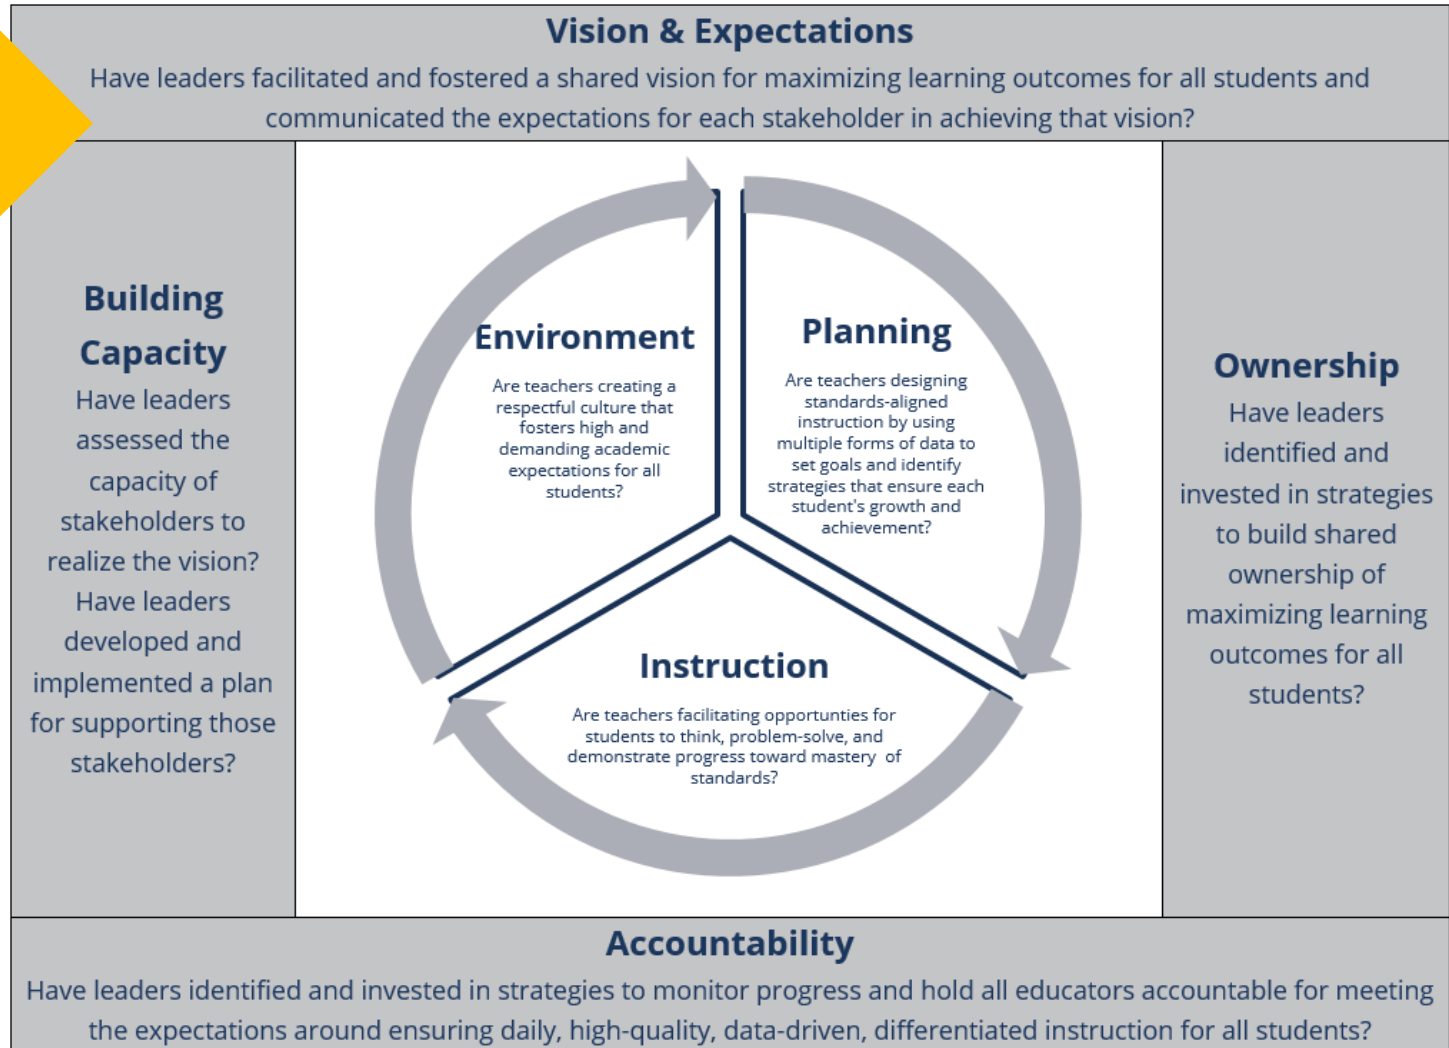 Vision & Expectations
Have leaders facilitated and fostered a shared vision for maximizing learning outcomes for all students and
communicated the expectations for each stakeholder in achieving that vision?
Building
Capacity
Have leaders
assessed the
capacity of
stakeholders to
realize the vision?
Have leaders
developed and
implemented a plan
for supporting those
stakeholders?
Environment
Are teachers creating a
respectful culture that
fosters high and
demanding academic
expectations for all
students?
Planning
Are teachers designing
standards-aligned
instruction by using
multiple forms of data to
set goals and identify
strategies that ensure each
student's growth and
achievement?
Instruction
Are teachers facilitating opportunties for
students to think, problem-solve, and
demonstrate progress toward mastery of
standards?
Ownership
Have leaders
identified and
invested in strategies
to build shared
ownership of
maximizing learning
outcomes for all
students?
Accountability
Have leaders identified and invested in strategies to monitor progress and hold all educators accountable for meeting
the expectations around ensuring daily, high-quality, data-driven, differentiated instruction for all students?